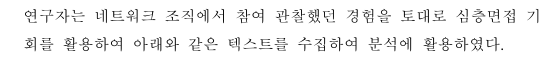 연구자는 네트워크 조직에서 참여 관찰했던 경험을 토대로 심층면접 기
회를 활용하여 아래와 같은 텍스트를 수집하여 분석에 활용하였다.